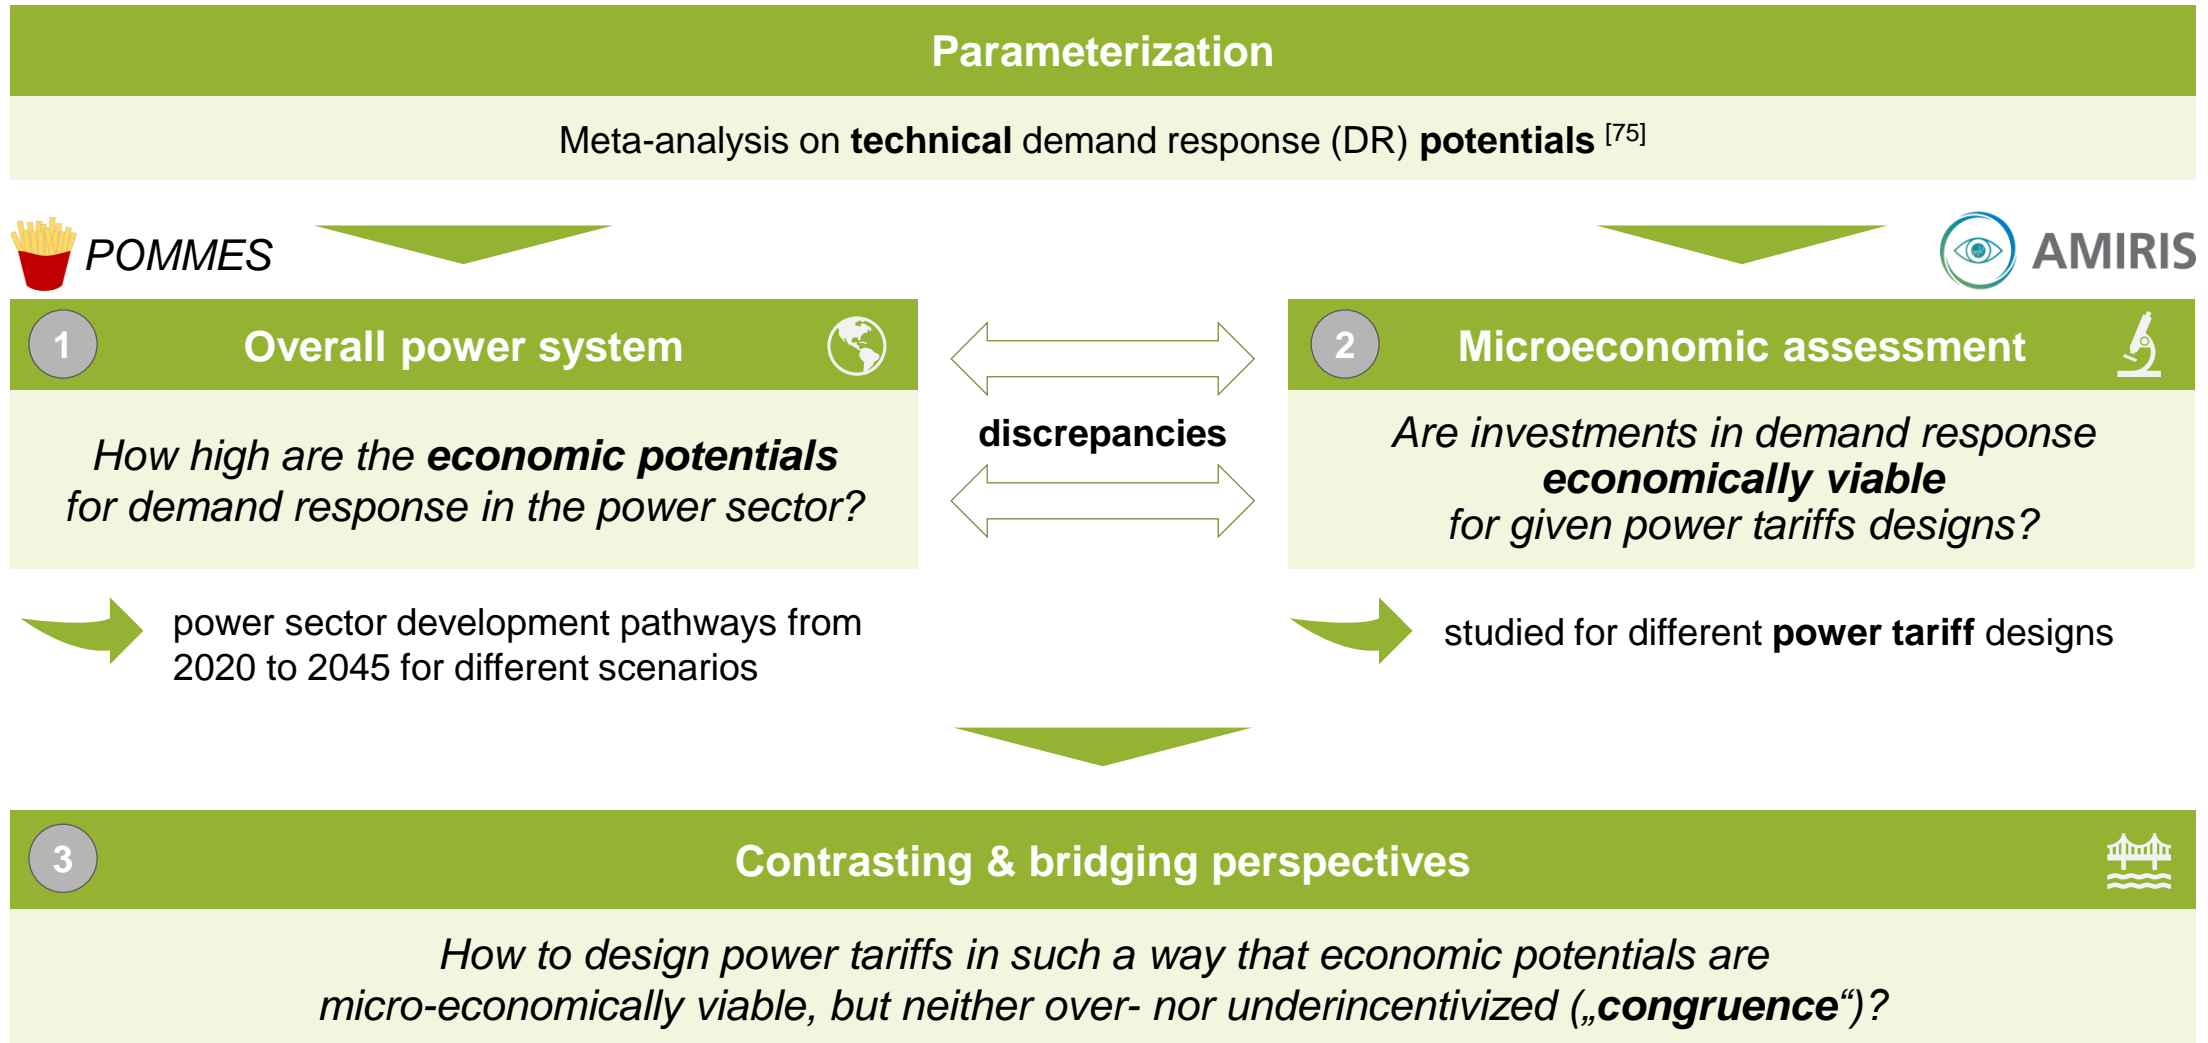 Parameterization
Meta-analysis on technical demand response (DR) potentials [75]
POMMES
AMIRIS
1
Overall power system
How high are the economic potentials
for demand response in the power sector?
power sector development pathways from
2020 to 2045 for different scenarios
discrepancies
2
Microeconomic assessment
Are investments in demand response
economically viable
for given power tariffs designs?
studied for different power tariff designs
3
Contrasting & bridging perspectives
How to design power tariffs in such a way that economic potentials are
micro-economically viable, but neither over- nor underincentivized („congruence“)?